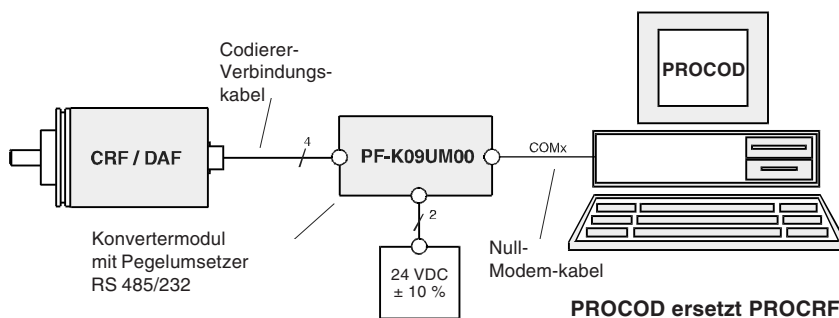 Codierer-
Verbindungs-
kabel
PROCOD
CRF / DAF
4
PF-K09UM00
COMx
2
Konvertermodul
mit Pegelumsetzer
RS 485/232
24 VDC
± 10 %
Null-
Modem-kabel
PROCOD ersetzt PROCRF